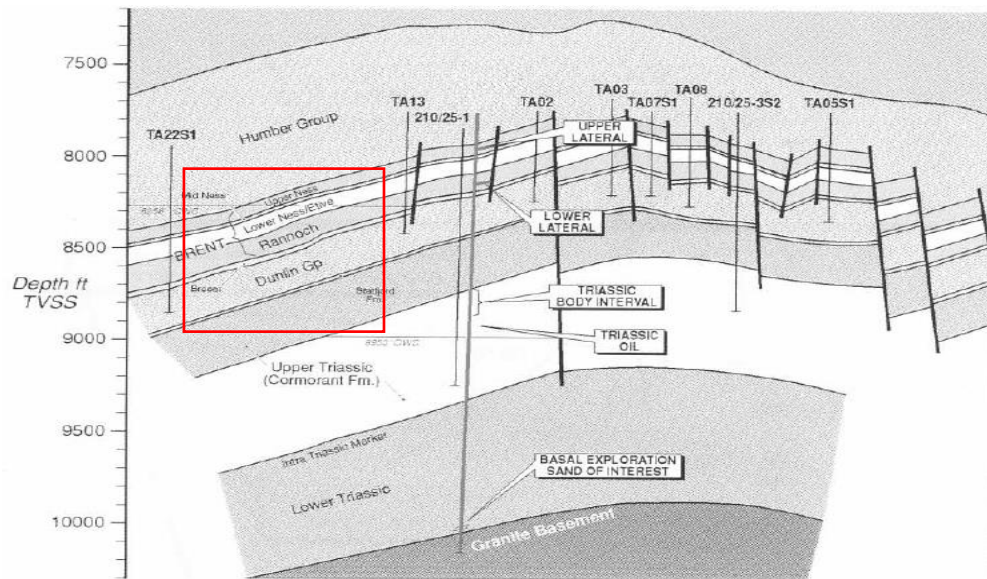 7500
8000
8500
9000
9500
10000
Depth ft
TVSS
TA22S1
TA13
210/25-1
TA02
TA03
TA07S1
TA08
210/25-3S2
TA05S1
Humber Group
UPPER
LATERAL
LOWER
LATERAL
Mid Ness
Upper Ness
Lower Ness/Etive
BRENT
Rannoch
Broom
Dunlin Gp
Statfjord
Fm.
TRIASSIC
BODY INTERVAL
TRIASSIC
OIL
Upper Triassic
(Cormorant Fm.)
Intra Triassic Marker
Lower Triassic
BASAL EXPLORATION
SAND OF INTEREST
Granite Basement